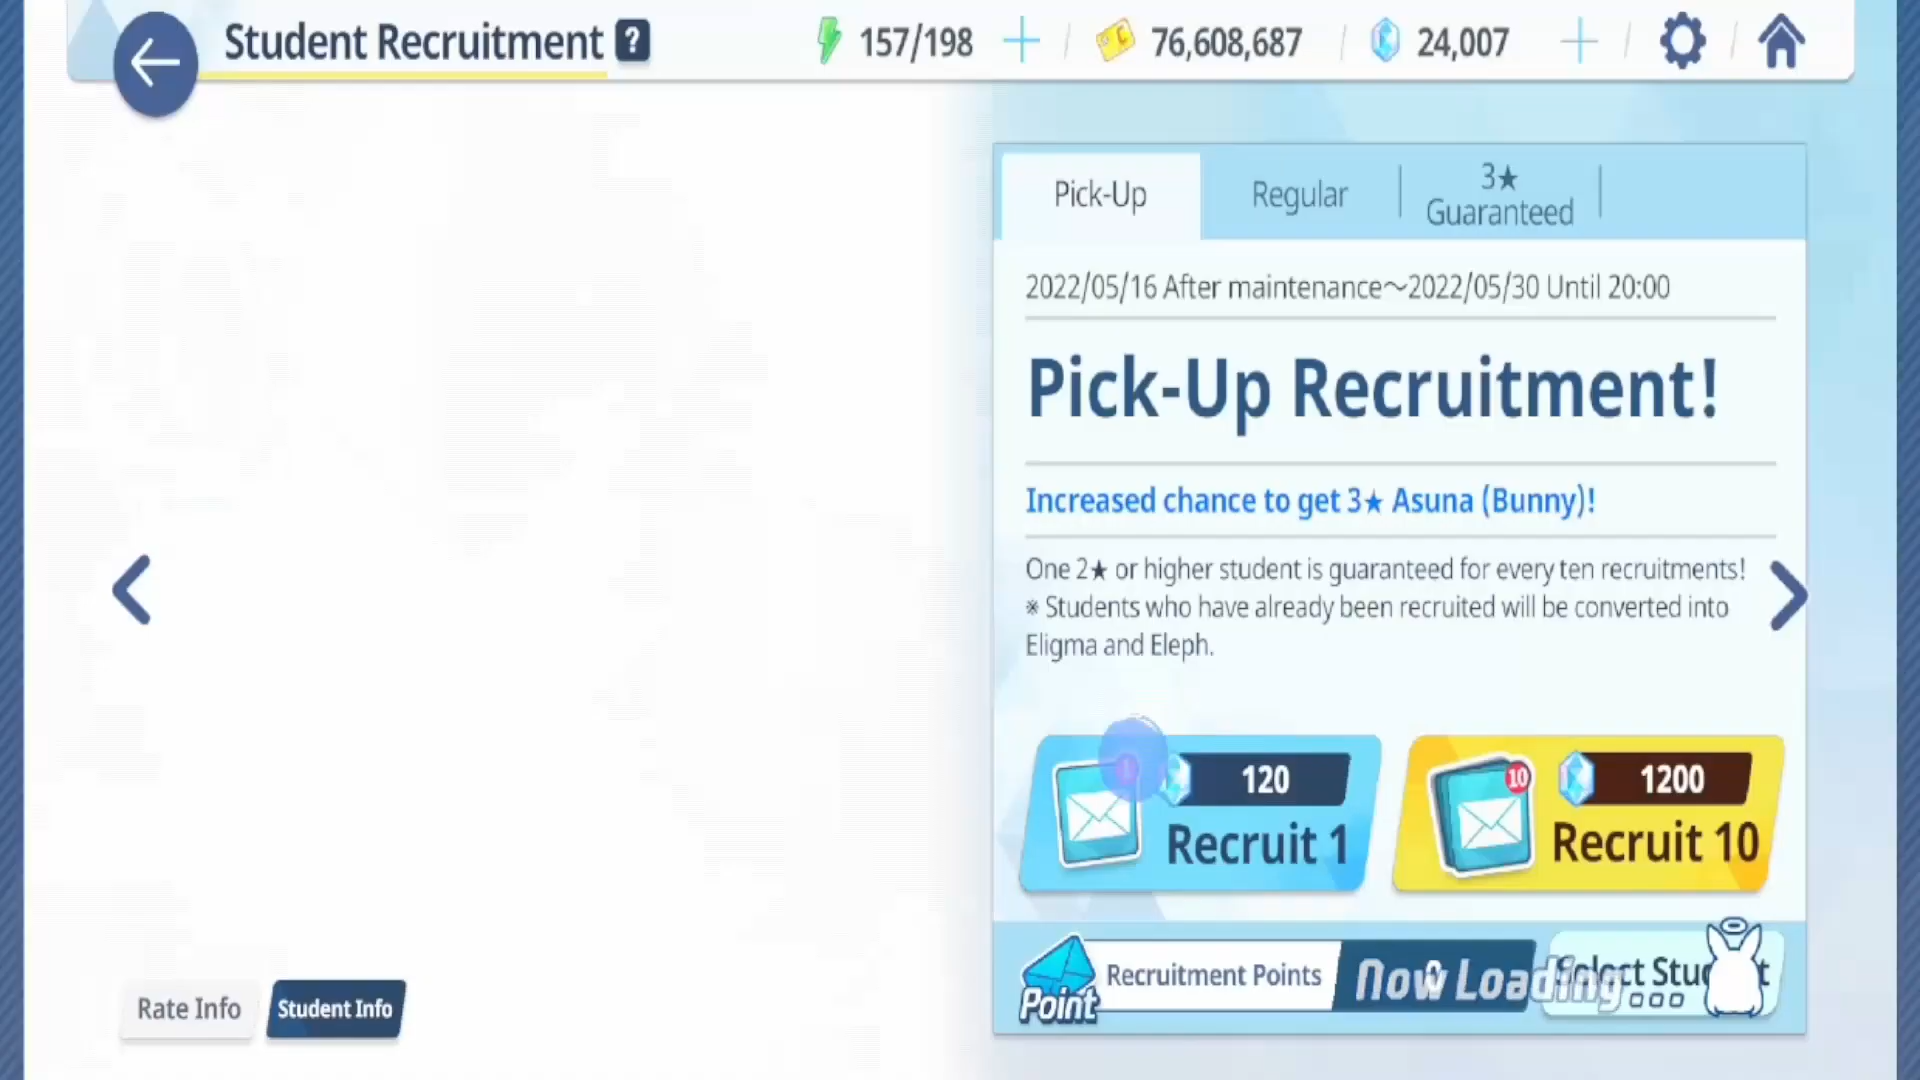 Student Recruitment ?
157/198
76,608,687
24,007
Pick-Up
Regular
3★
Guaranteed
2022/05/16 After maintenance～2022/05/30 Until 20:00
Pick-Up Recruitment!
Increased chance to get 3★ Asuna (Bunny)!
One 2★ or higher student is guaranteed for every ten recruitments!
※ Students who have already been recruited will be converted into
Eligma and Eleph.
120
Recruit 1
10
1200
Recruit 10
Point
Recruitment Points
Now Loading...
Select Student
Rate Info
Student Info